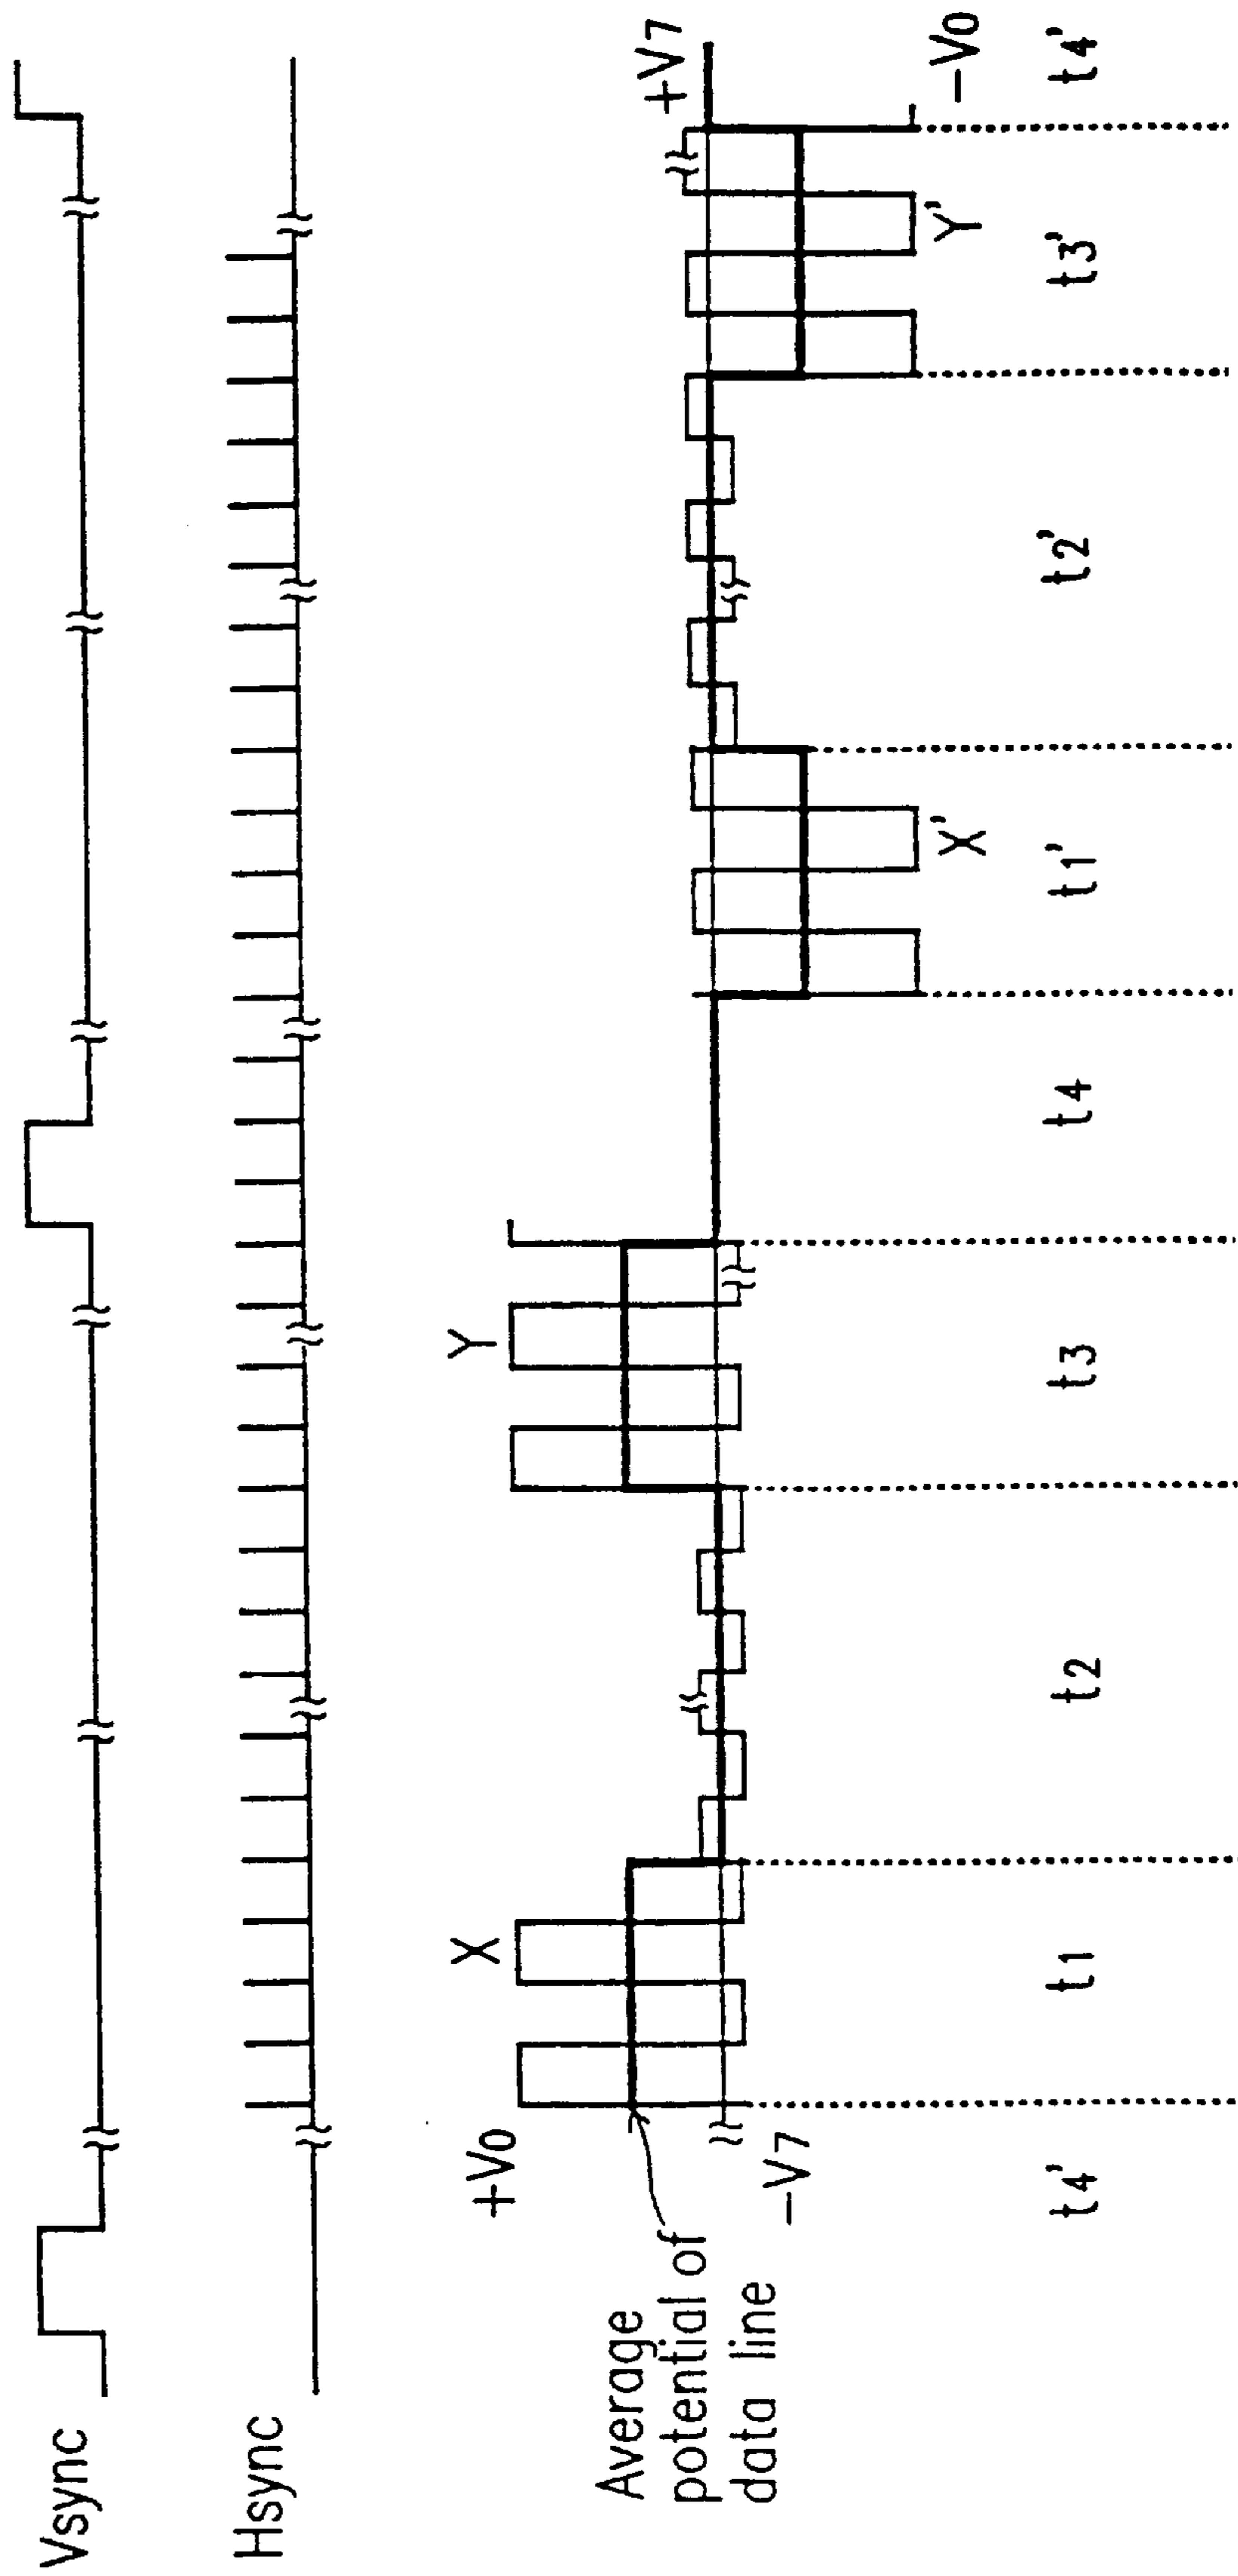 Vsync
Hsync
+V0
X
Y
+V7
Average
potential of
data line
-V7
X'
Y'
-V0
t4'
t1
t2
t3
t4
t1'
t2'
t3'
t4'